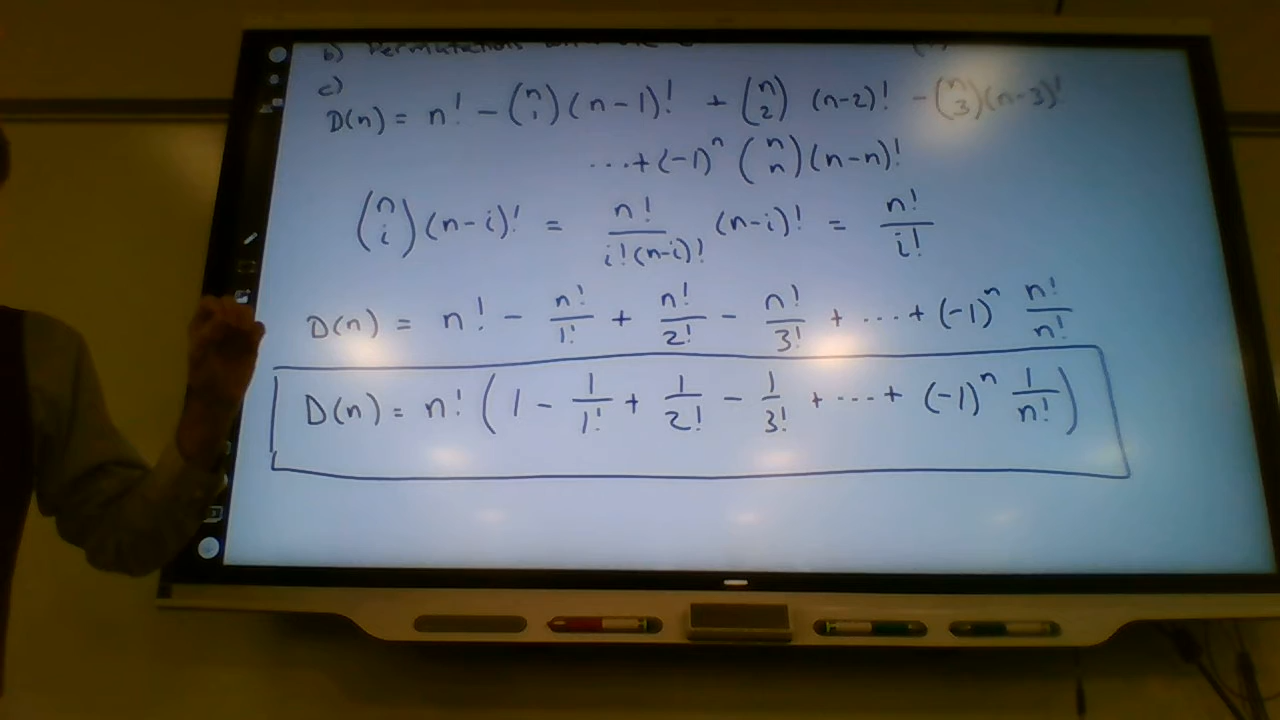 b) Permutations
c)
D(n) = n! - (n 1)(n-1)! + (n 2) (n-2)! - (n 3)(n-3)!
...+(-1)^n (n n)(n-n)!
(n i)(n-i)! = n!/i!(n-i)! (n-i)! = n!/i!
D(n) = n! - n!/1! + n!/2! - n!/3! + ... + (-1)^n n!/n!
D(n) = n! (1 - 1/1! + 1/2! - 1/3! + ... + (-1)^n 1/n!)